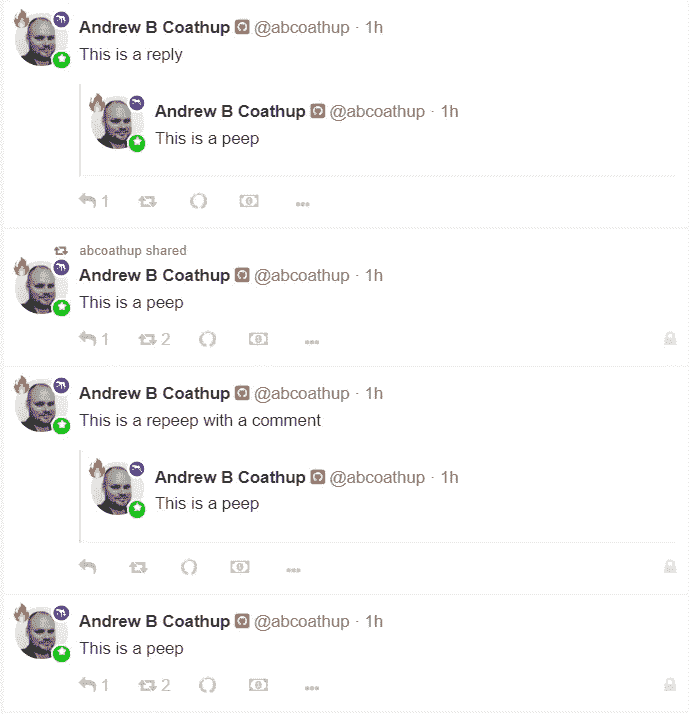 Andrew B Coathup @abcoathup · 1h
This is a reply
Andrew B Coathup @abcoathup · 1h
This is a peep
1
abcoathup shared
Andrew B Coathup @abcoathup · 1h
This is a peep
1 2
Andrew B Coathup @abcoathup · 1h
This is a repeep with a comment
Andrew B Coathup @abcoathup · 1h
This is a peep
Andrew B Coathup @abcoathup · 1h
This is a peep
1 2